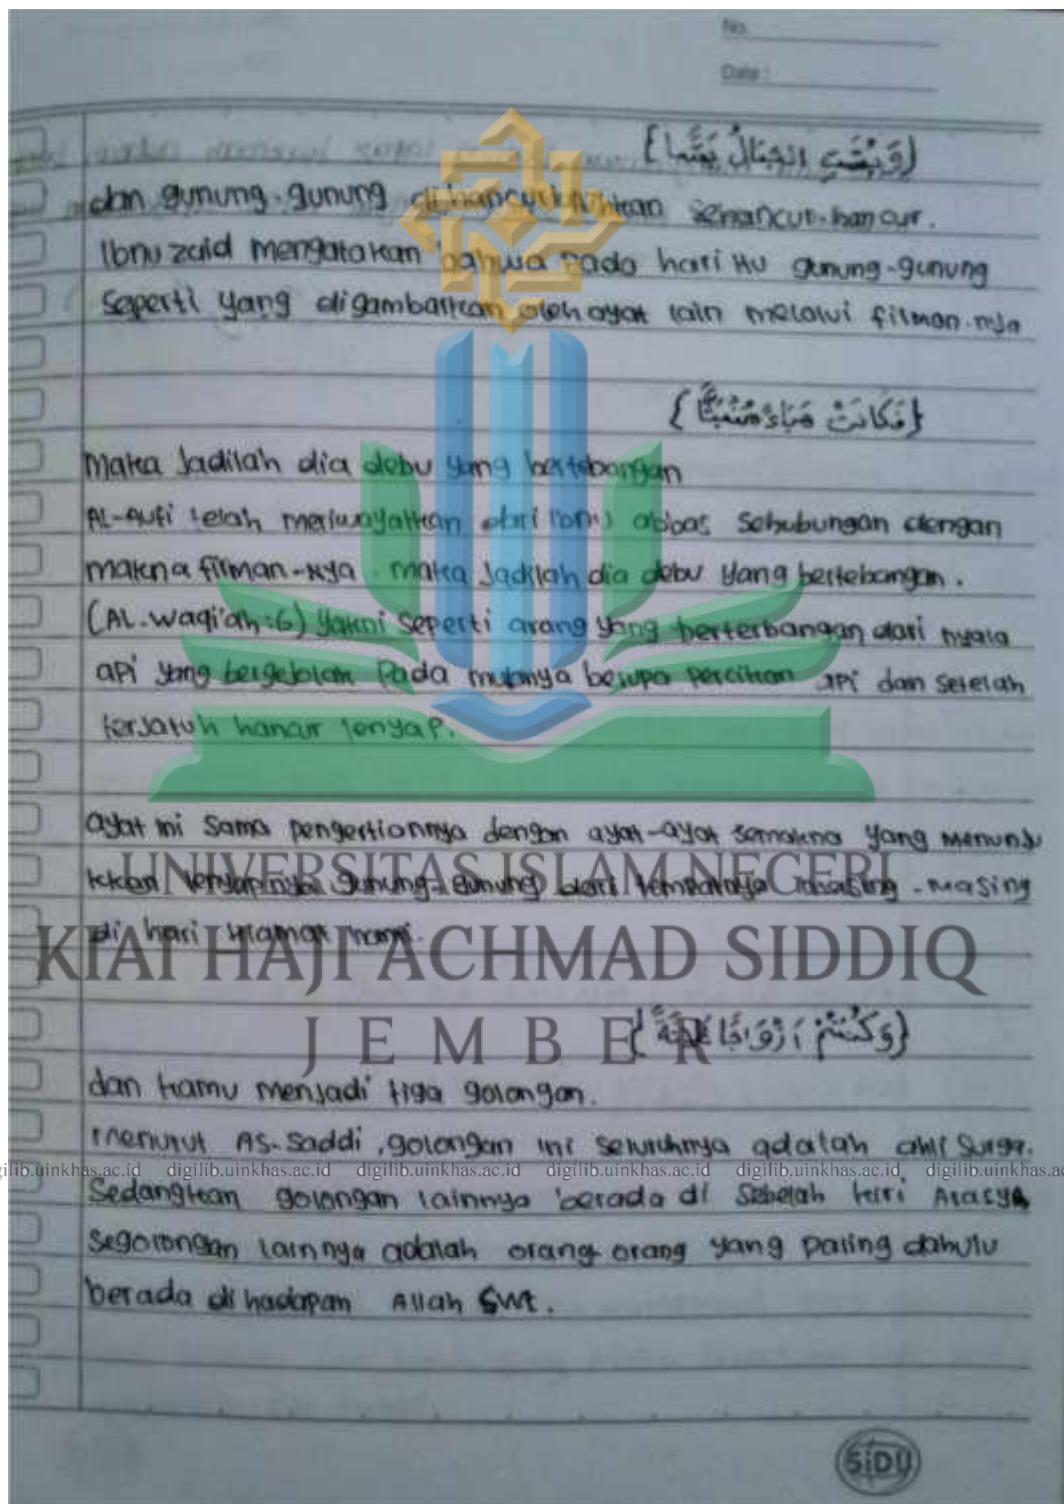 No.
Date :
{وَبُسَّتِ الجِبَالُ بَسًّا}
dan gunung-gunung dihancurluluhkan sehancur-hancur.
Ibnu zaid mengatakan bahwa pada hari itu gunung-gunung
seperti yang digambarkan oleh ayat lain melalui firman-nya
{فَكَانَتْ هَبَاءً مُنْبَثًّا}
Maka Jadilah dia debu yang bertebangan
AL-Aufi telah meriwayatkan dari Ibnu abbas sehubungan dengan
makna firman-Nya. maka Jadilah dia debu yang bertebangan.
(AL-Waqi'ah:6) yakni seperti arang yang berterbangan dari nyala
api yang bergejolak Pada mulanya berupa percikan api dan setelah
terjatuh hancur lenyap.
ayat ini sama pengertiannya dengan ayat-ayat semakna yang menunju
kkan lenyapnya gunung-gunung dari tempatnya masing-masing
UNIVERSITAS ISLAM NEGERI
di hari kiamat nanti.
KIAI HAJI ACHMAD SIDDIQ
{وَكُنْتُمْ أَزْوَاجًا ثَلَاثَةً}
JEMBER
dan kamu menjadi tiga golongan.
menurut AS-Saddi, golongan ini seluruhnya adalah ahli surga.
digilib.uinkhas.ac.id digilib.uinkhas.ac.id digilib.uinkhas.ac.id digilib.uinkhas.ac.id digilib.uinkhas.ac.id
Sedangkan golongan lainnya berada di sebelah kiri Arasya
segolongan lainnya adalah orang-orang yang paling dahulu
berada di hadapan Allah SWT.
SiDU